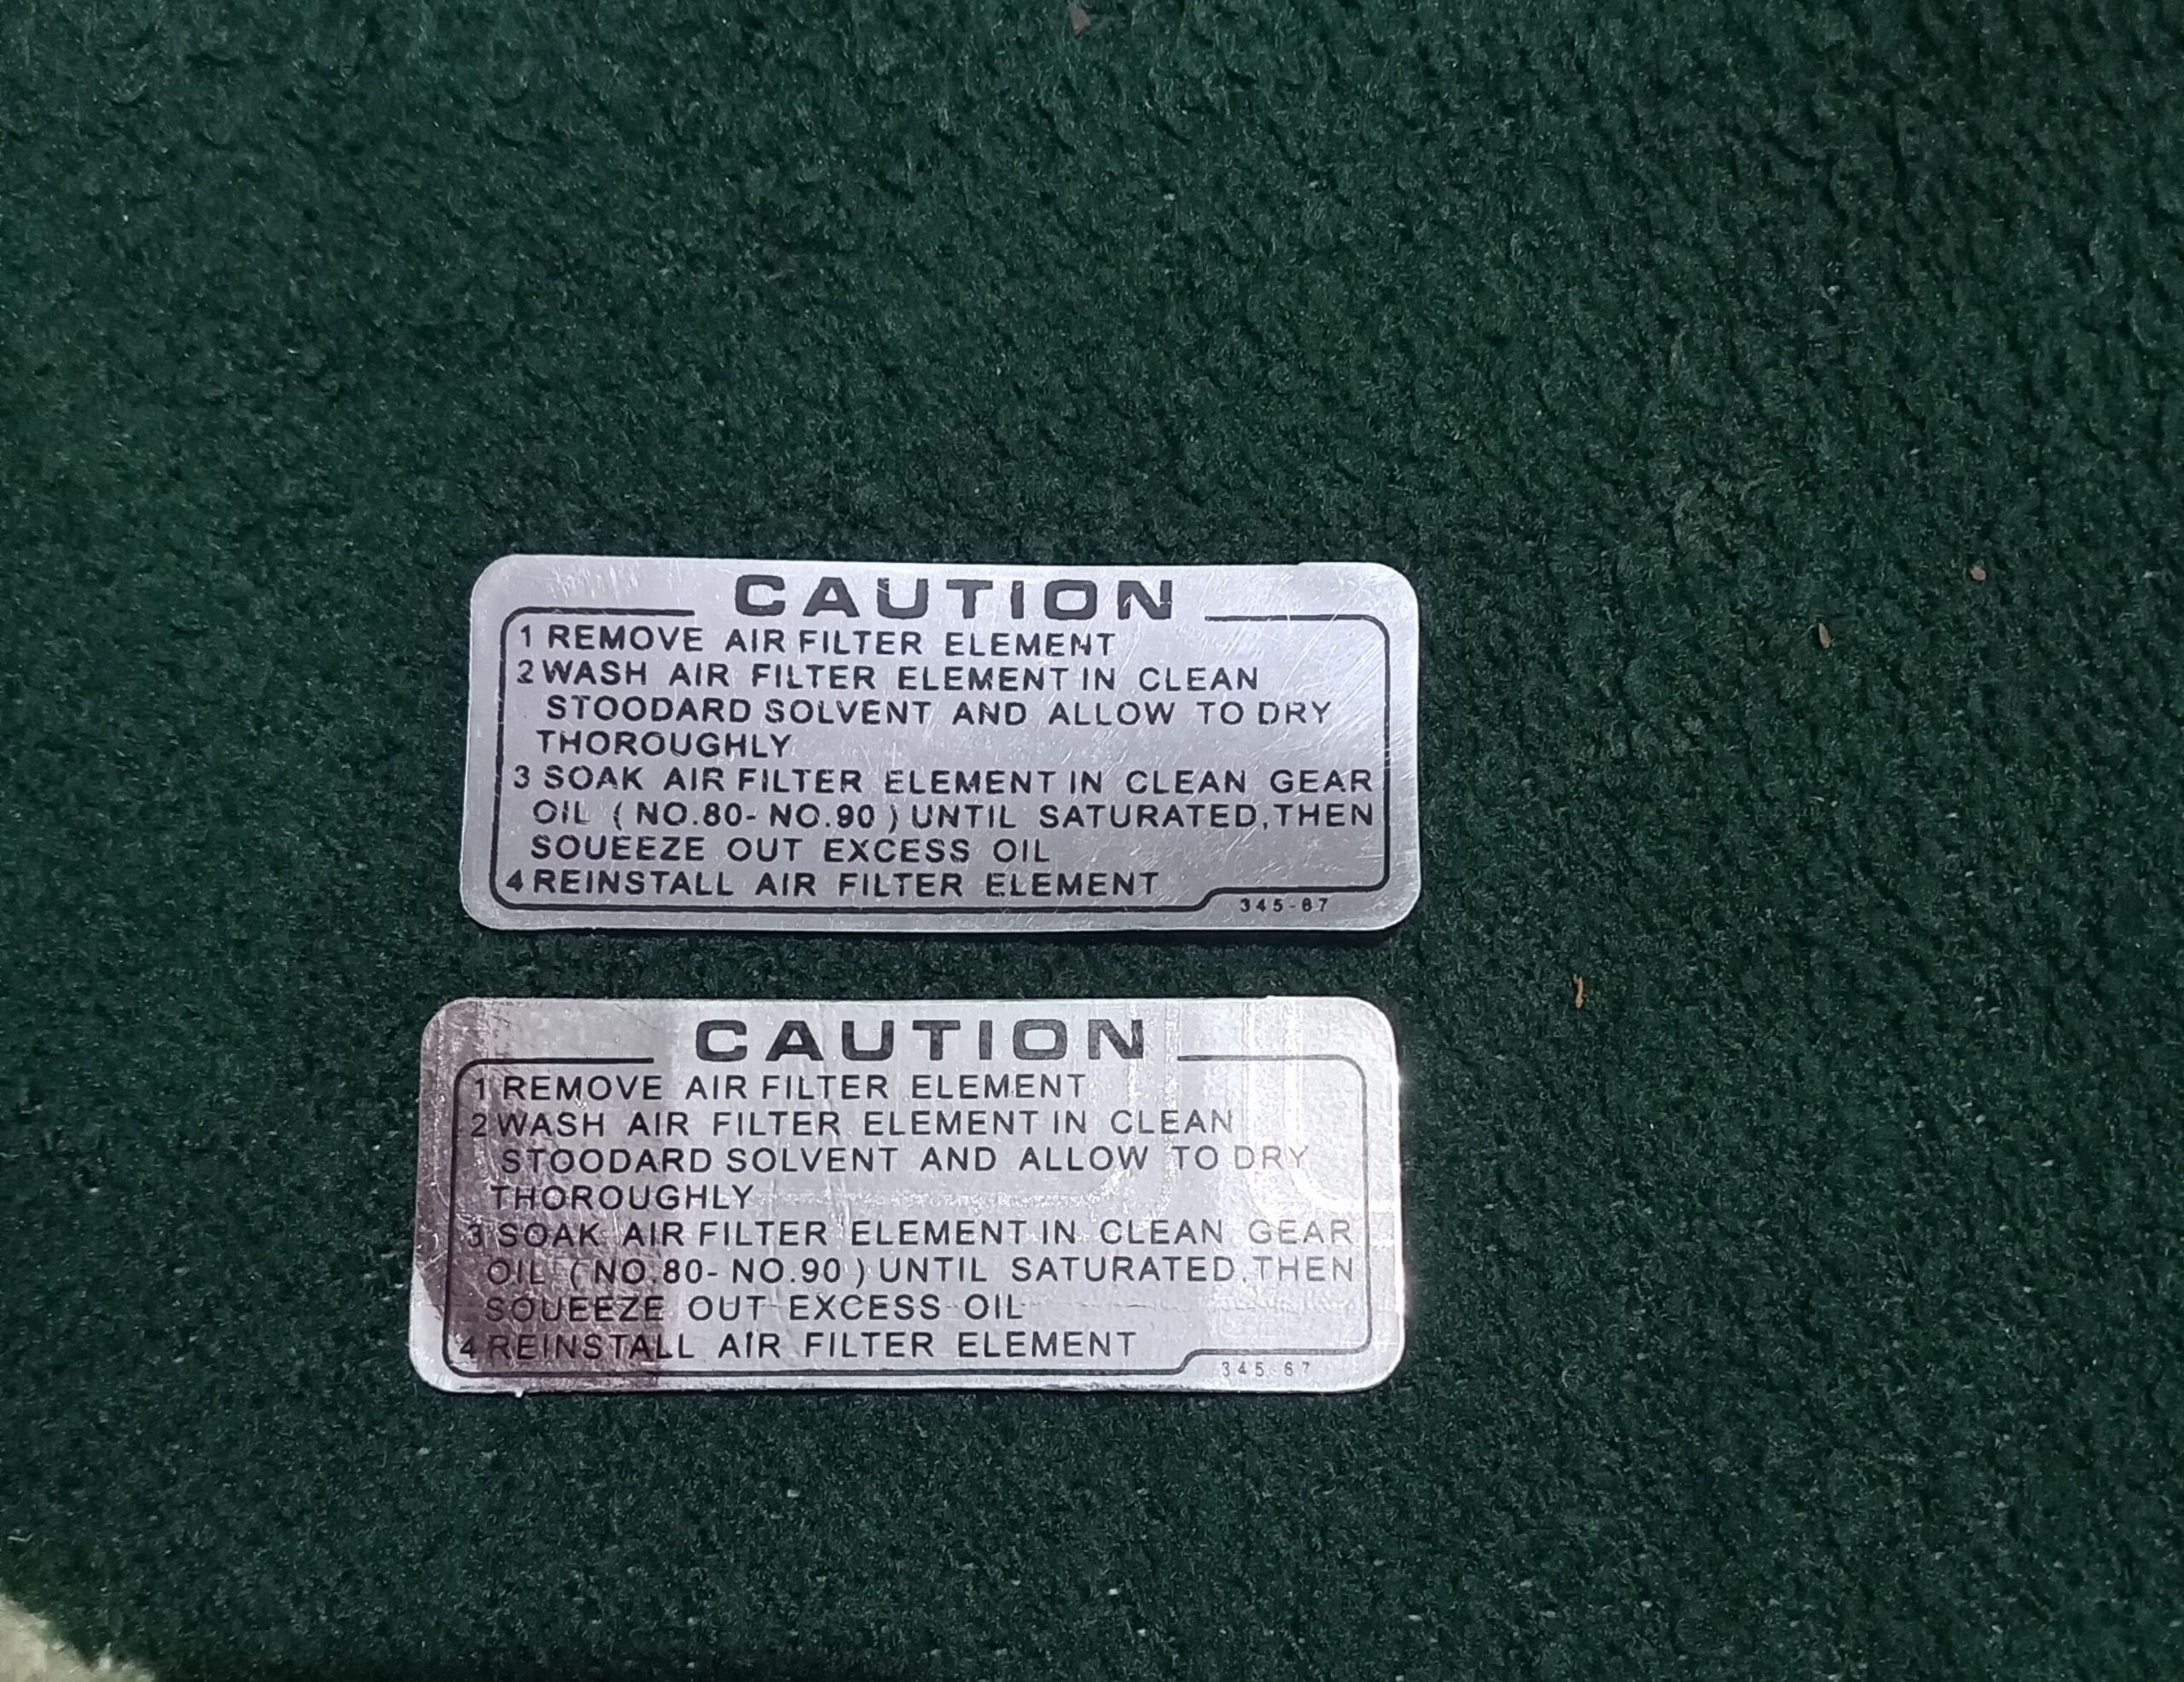 CAUTION
1 REMOVE AIR FILTER ELEMENT
2 WASH AIR FILTER ELEMENT IN CLEAN
STOODARD SOLVENT AND ALLOW TO DRY
THOROUGHLY
3 SOAK AIR FILTER ELEMENT IN CLEAN GEAR
OIL (NO.80- NO.90) UNTIL SATURATED, THEN
SOUEEZE OUT EXCESS OIL
4 REINSTALL AIR FILTER ELEMENT
345-67
CAUTION
1 REMOVE AIR FILTER ELEMENT
2 WASH AIR FILTER ELEMENT IN CLEAN
STOODARD SOLVENT AND ALLOW TO DRY
THOROUGHLY
3 SOAK AIR FILTER ELEMENT IN CLEAN GEAR
OIL (NO.80- NO.90) UNTIL SATURATED, THEN
SOUEEZE OUT EXCESS OIL
4 REINSTALL AIR FILTER ELEMENT
345-67